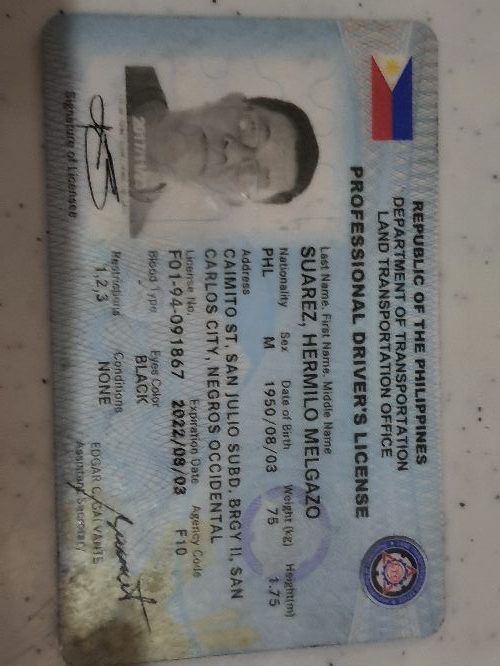 REPUBLIC OF THE PHILIPPINES
DEPARTMENT OF TRANSPORTATION
LAND TRANSPORTATION OFFICE
PROFESSIONAL DRIVER'S LICENSE
Last Name, First Name, Middle Name
SUAREZ, HERMILO MELGAZO
Nationality Sex Date of Birth Weight (kg) Height(m)
PHL M 1950/08/03 75 1.75
Address
CAIMITO ST. SAN JULIO SUBD. BRGY II, SAN
CARLOS CITY, NEGROS OCCIDENTAL
License No. Expiration Date Agency Code
F01-94-091867 2022/08/03 F10
Blood Type Eyes Color
BLACK
Restrictions Conditions
1,2,3 NONE
Signature of Licensee
EDGAR C. GALVANTE
Assistant Secretary